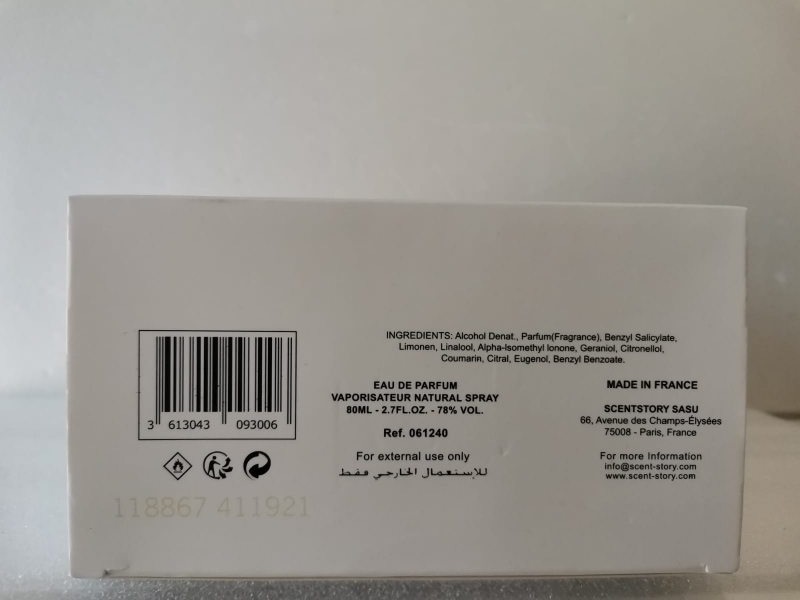 INGREDIENTS: Alcohol Denat., Parfum(Fragrance), Benzyl Salicylate,
Limonen, Linalool, Alpha-Isomethyl Ionone, Geraniol, Citronellol,
Coumarin, Citral, Eugenol, Benzyl Benzoate.
3 613043 093006
EAU DE PARFUM
VAPORISATEUR NATURAL SPRAY
80ML - 2.7FL.OZ. - 78% VOL.
Ref. 061240
For external use only
للإستعمال الخارجي فقط
MADE IN FRANCE
SCENTSTORY SASU
66, Avenue des Champs-Élysées
75008 - Paris, France
For more Information
info@scent-story.com
www.scent-story.com
118867 411921